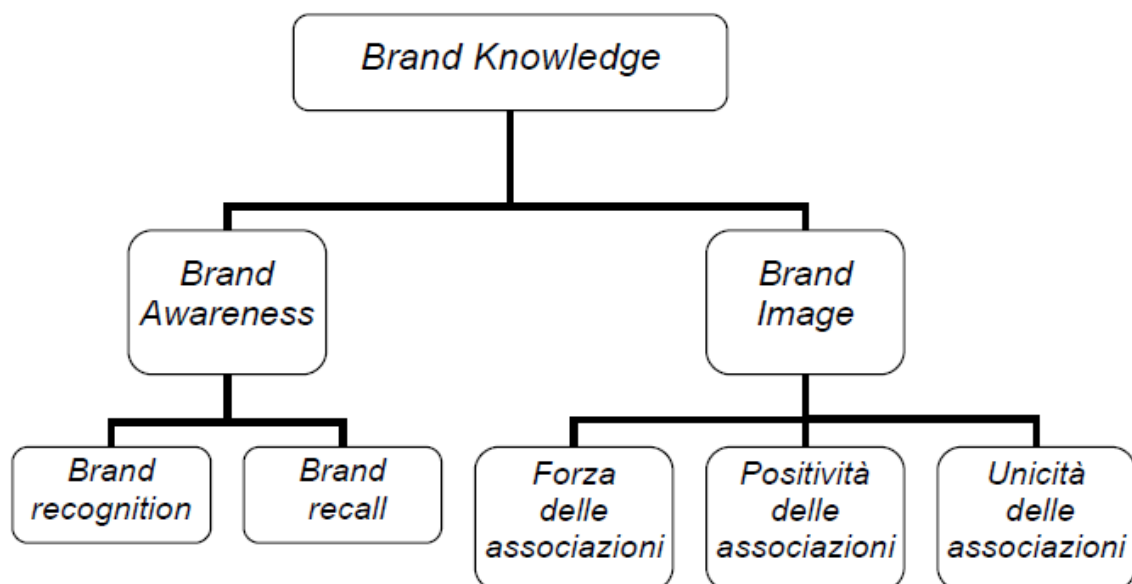 Brand Knowledge
Brand
Awareness
Brand
Image
Brand
recognition
Brand
recall
Forza
delle
associazioni
Positività
delle
associazioni
Unicità
delle
associazioni